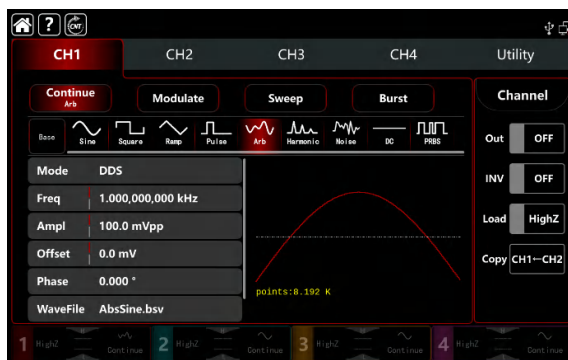 ? CNT
CH1 CH2 CH3 CH4 Utility
Continue Modulate Sweep Burst Channel
Arb
Base Sine Square Ramp Pulse Arb Harmonic Noise DC PRBS
Out OFF
Mode DDS
INV OFF
Freq 1.000,000,000 kHz
Ampl 100.0 mVpp
Load HighZ
Offset 0.0 mV
Copy CH1←CH2
Phase 0.000 °
points:8.192 K
WaveFile AbsSine.bsv
1 HighZ Continue 2 HighZ Continue 3 HighZ Continue 4 HighZ Continue